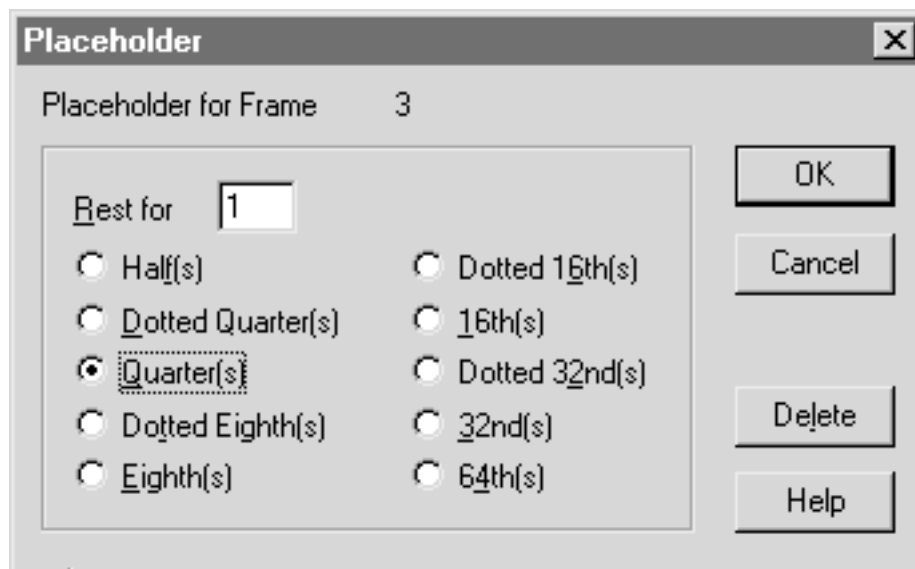 Placeholder
Placeholder for Frame 3
Rest for 1
Half(s)
Dotted Quarter(s)
Quarter(s)
Dotted Eighth(s)
Eighth(s)
Dotted 16th(s)
16th(s)
Dotted 32nd(s)
32nd(s)
64th(s)
OK
Cancel
Delete
Help